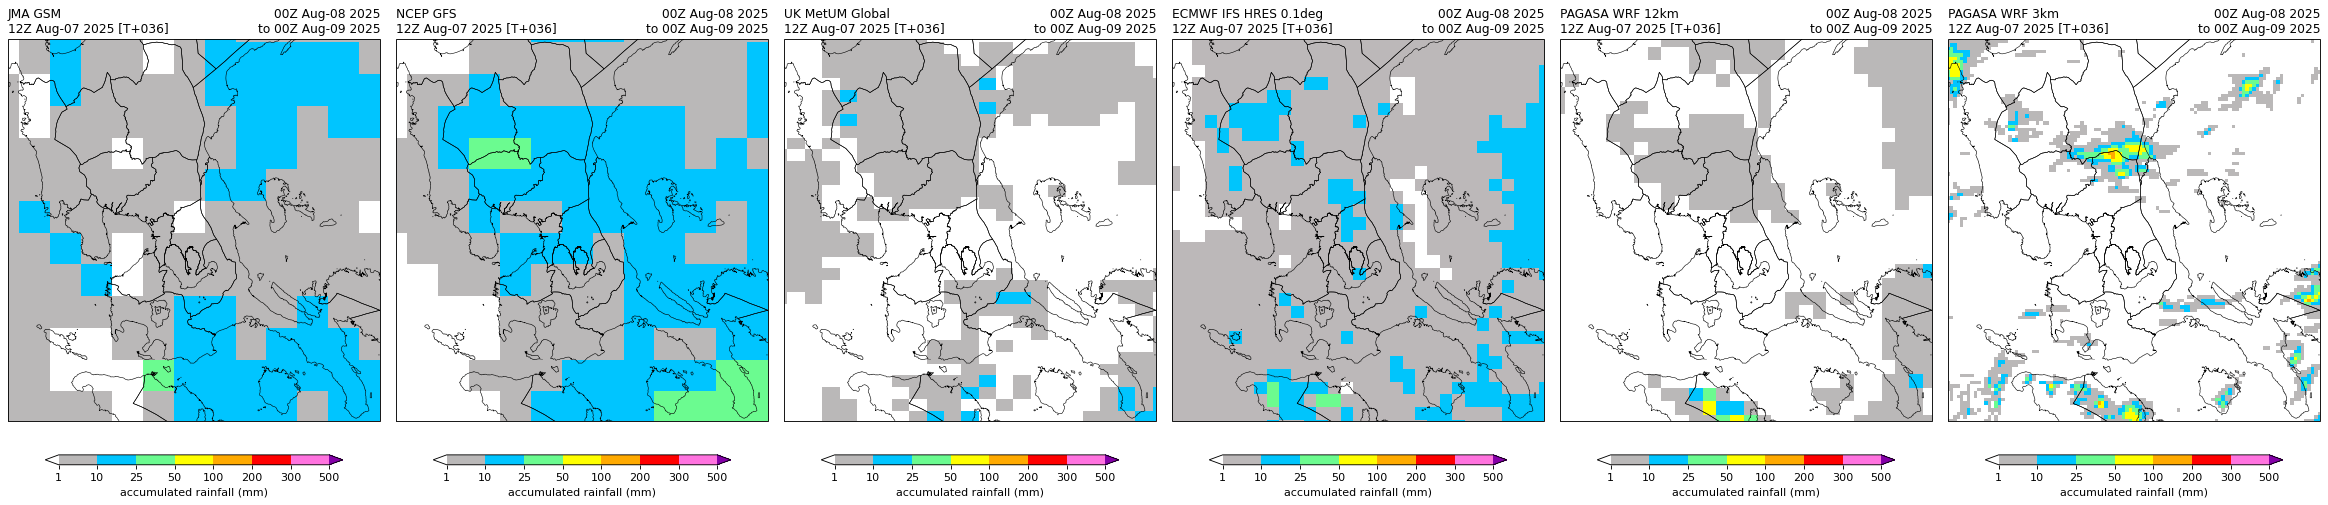 JMA GSM 00Z Aug-08 2025
12Z Aug-07 2025 [T+036] to 00Z Aug-09 2025
1 10 25 50 100 200 300 500
accumulated rainfall (mm)
NCEP GFS 00Z Aug-08 2025
12Z Aug-07 2025 [T+036] to 00Z Aug-09 2025
1 10 25 50 100 200 300 500
accumulated rainfall (mm)
UK MetUM Global 00Z Aug-08 2025
12Z Aug-07 2025 [T+036] to 00Z Aug-09 2025
1 10 25 50 100 200 300 500
accumulated rainfall (mm)
ECMWF IFS HRES 0.1deg 00Z Aug-08 2025
12Z Aug-07 2025 [T+036] to 00Z Aug-09 2025
1 10 25 50 100 200 300 500
accumulated rainfall (mm)
PAGASA WRF 12km 00Z Aug-08 2025
12Z Aug-07 2025 [T+036] to 00Z Aug-09 2025
1 10 25 50 100 200 300 500
accumulated rainfall (mm)
PAGASA WRF 3km 00Z Aug-08 2025
12Z Aug-07 2025 [T+036] to 00Z Aug-09 2025
1 10 25 50 100 200 300 500
accumulated rainfall (mm)